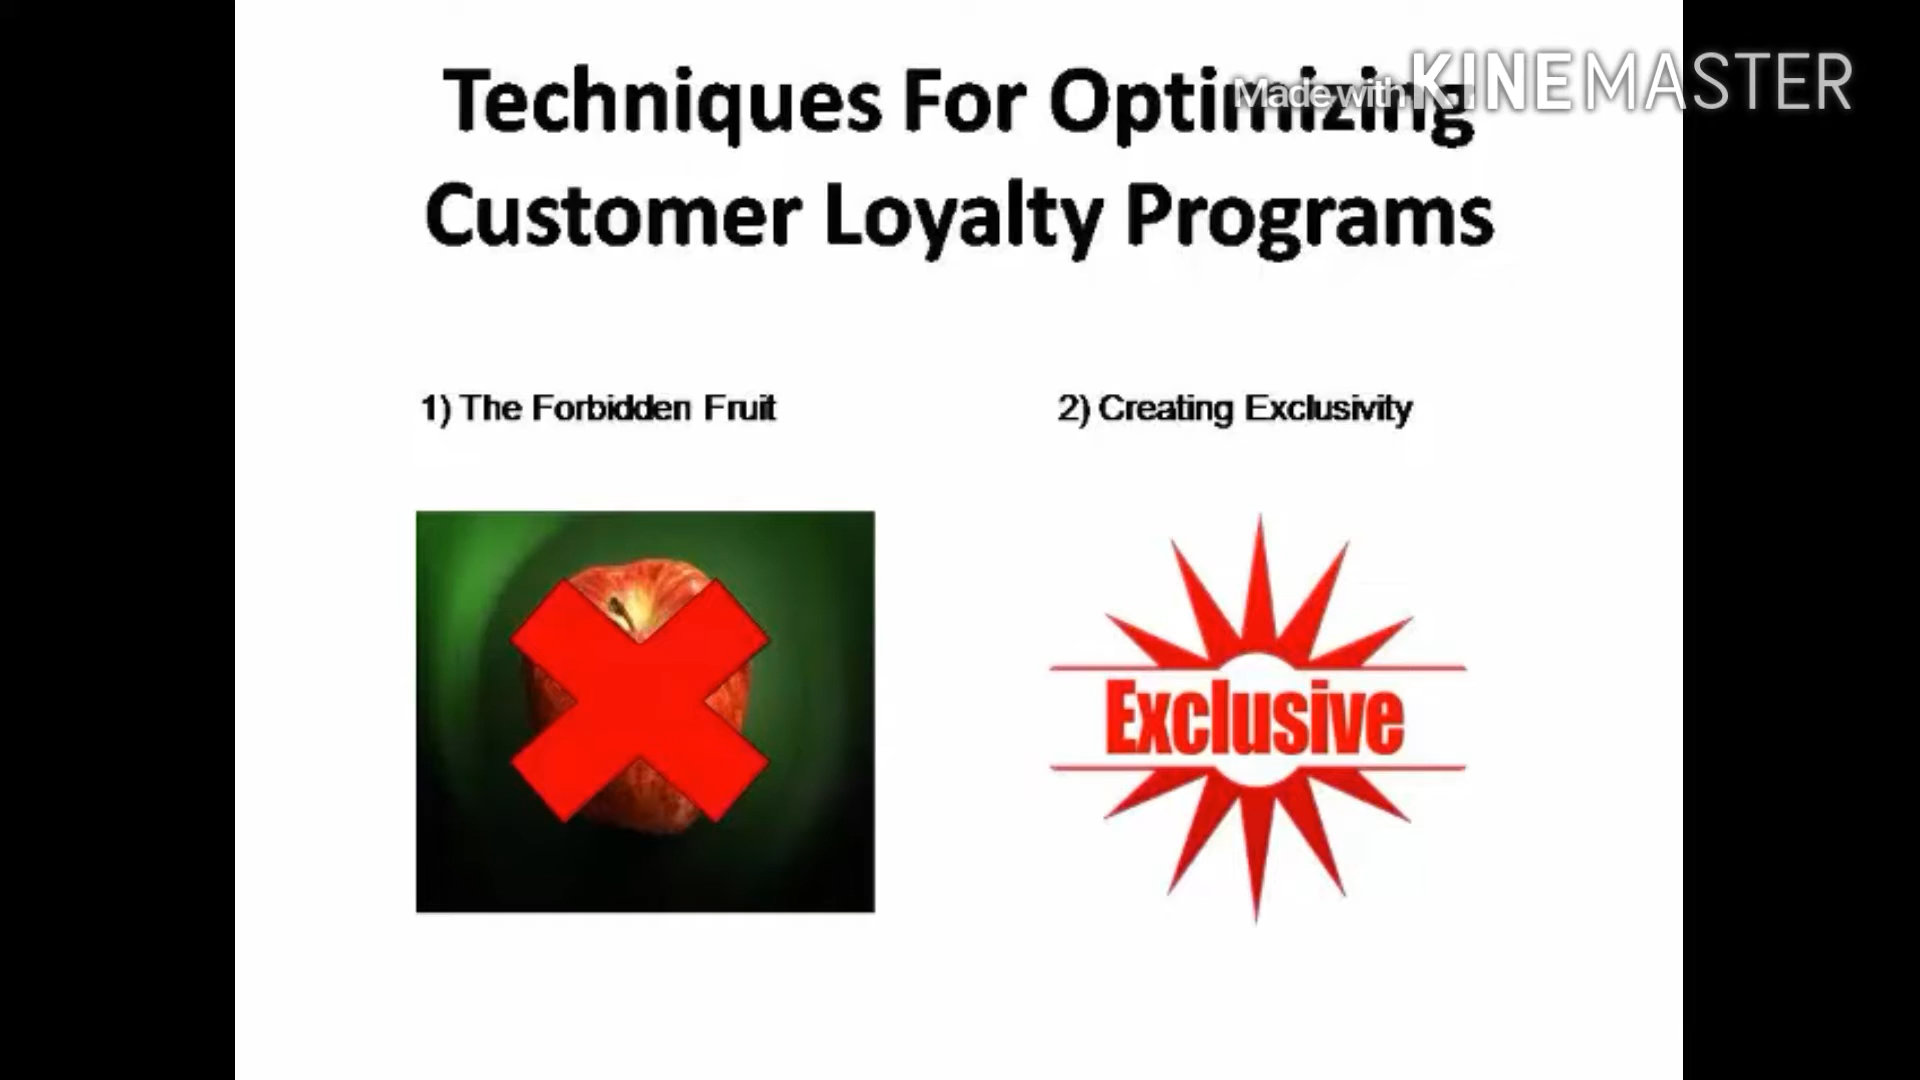 Techniques For Optimizing
Made with KINEMASTER
Customer Loyalty Programs
1) The Forbidden Fruit
2) Creating Exclusivity
Exclusive